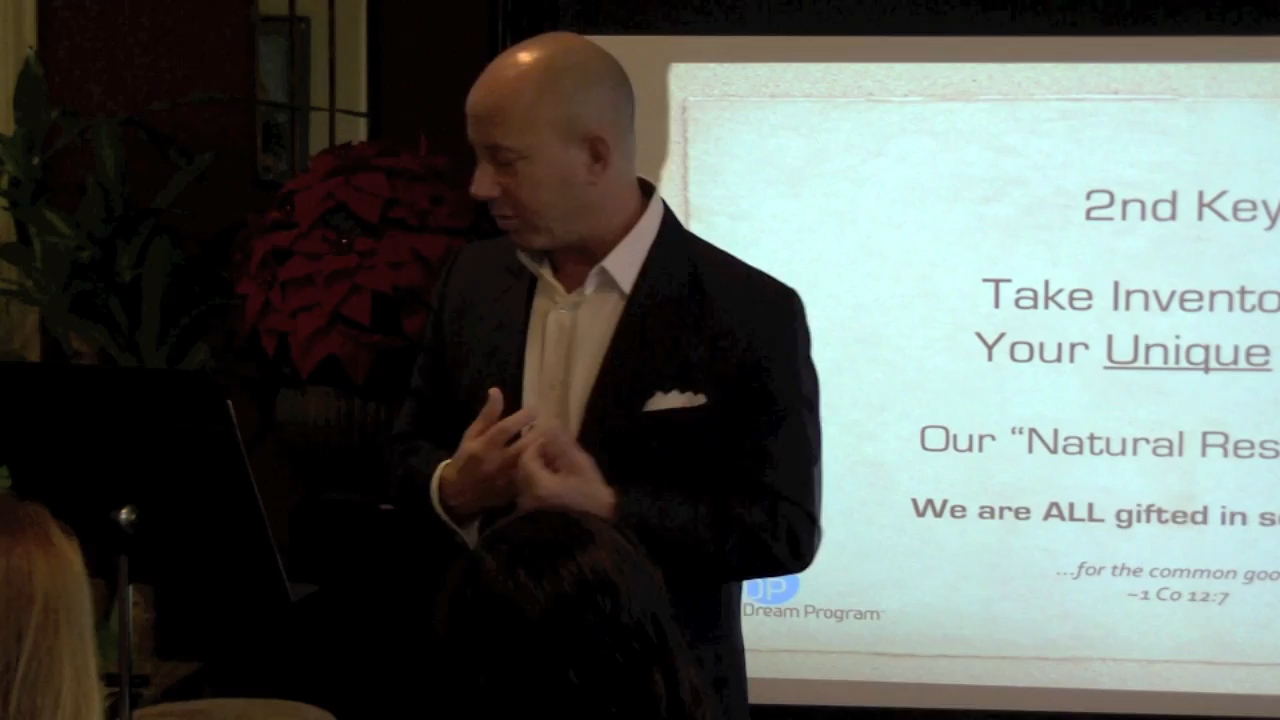 2nd Key
Take Invento
Your Unique
Our “Natural Res
We are ALL gifted in s
...for the common goo
~1 Co 12:7
DP
Dream Program